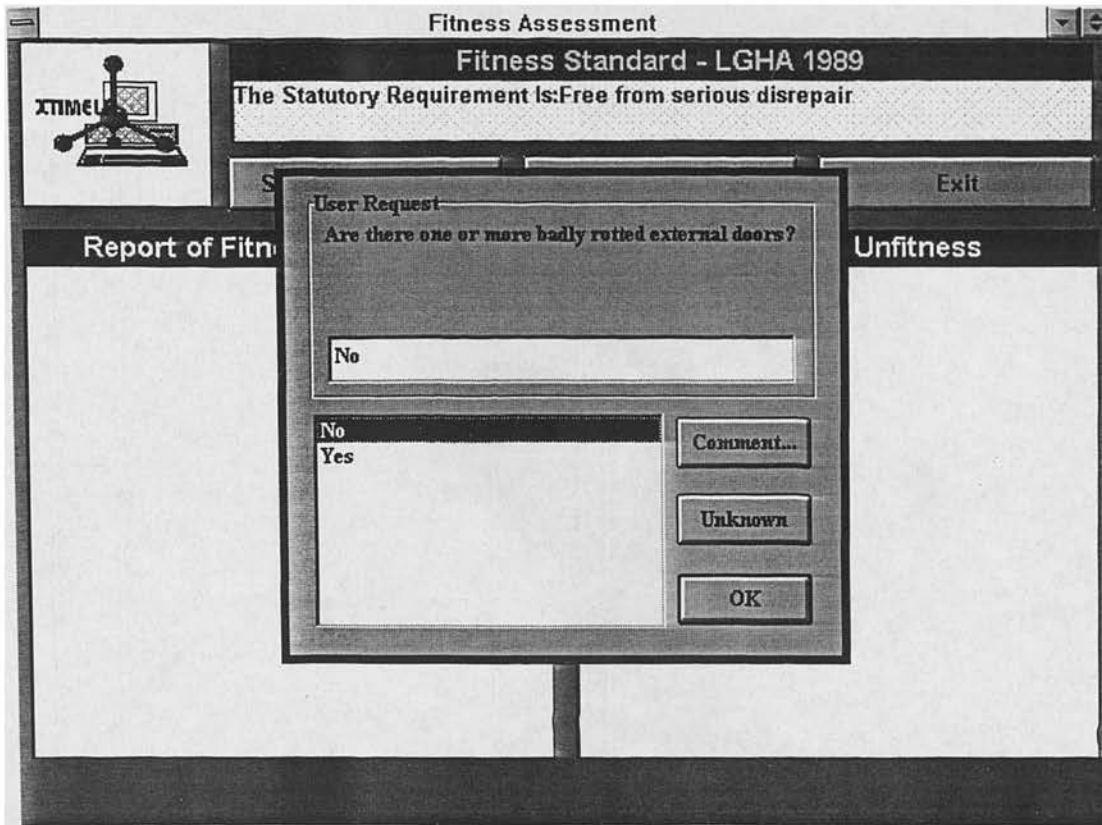 Fitness Assessment
Fitness Standard - LGHA 1989
XTIMEL
The Statutory Requirement Is:Free from serious disrepair
Exit
User Request
Are there one or more badly rotted external doors?
Report of
Unfitness
No
No
Yes
Comment...
Unknown
OK